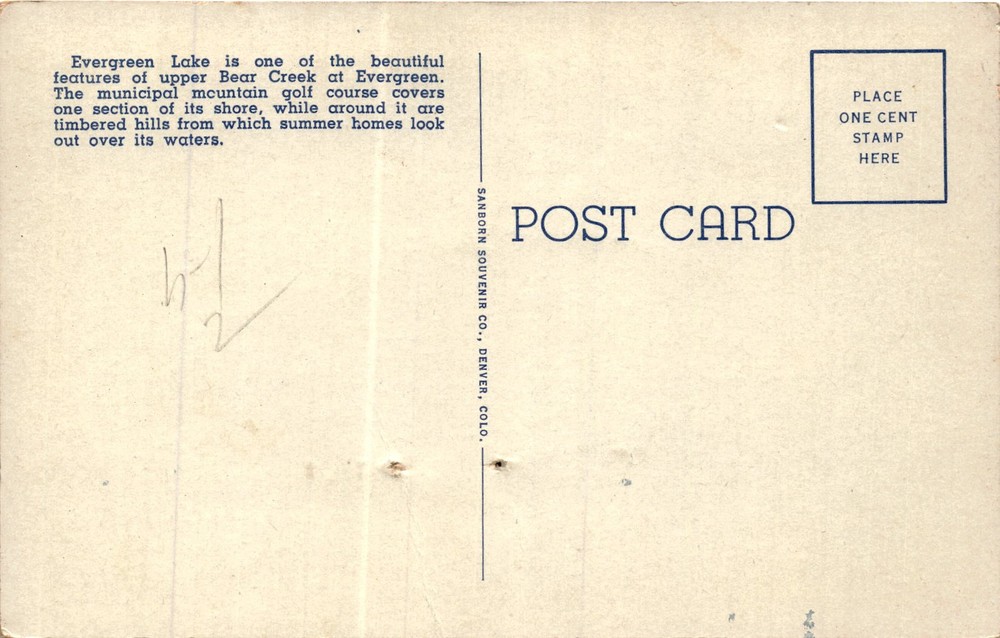 Evergreen Lake is one of the beautiful
features of upper Bear Creek at Evergreen.
The municipal mcuntain golf course covers
one section of its shore, while around it are
timbered hills from which summer homes look
out over its waters.
SANBORN SOUVENIR CO., DENVER, COLO.
POST CARD
PLACE
ONE CENT
STAMP
HERE